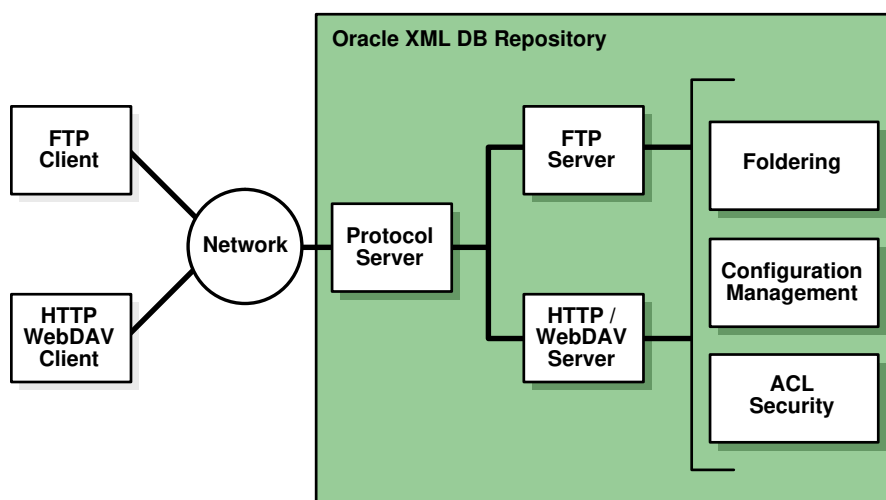 Oracle XML DB Repository
FTP
Client
HTTP
WebDAV
Client
Network
Protocol
Server
FTP
Server
HTTP /
WebDAV
Server
Foldering
Configuration
Management
ACL
Security